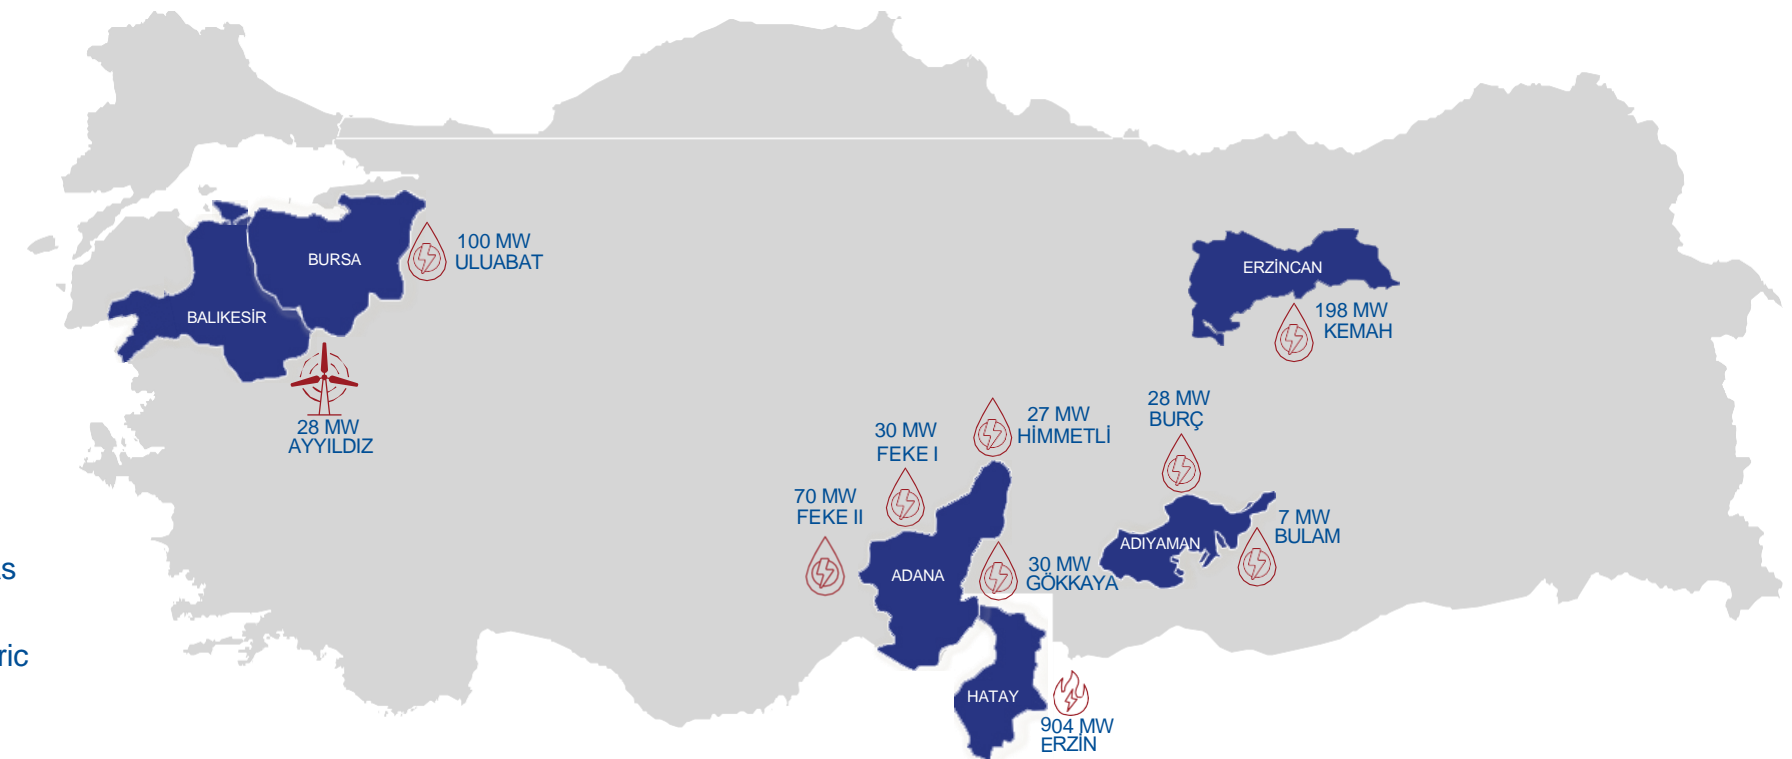 100 MW
ULUABAT
BURSA
ERZİNCAN
BALIKESİR
198 MW
KEMAH
28 MW
AYYILDIZ
28 MW
BURÇ
27 MW
HİMMETLİ
30 MW
FEKE I
70 MW
FEKE II
7 MW
BULAM
ADIYAMAN
ADANA
30 MW
GÖKKAYA
HATAY
904 MW
ERZİN
ric